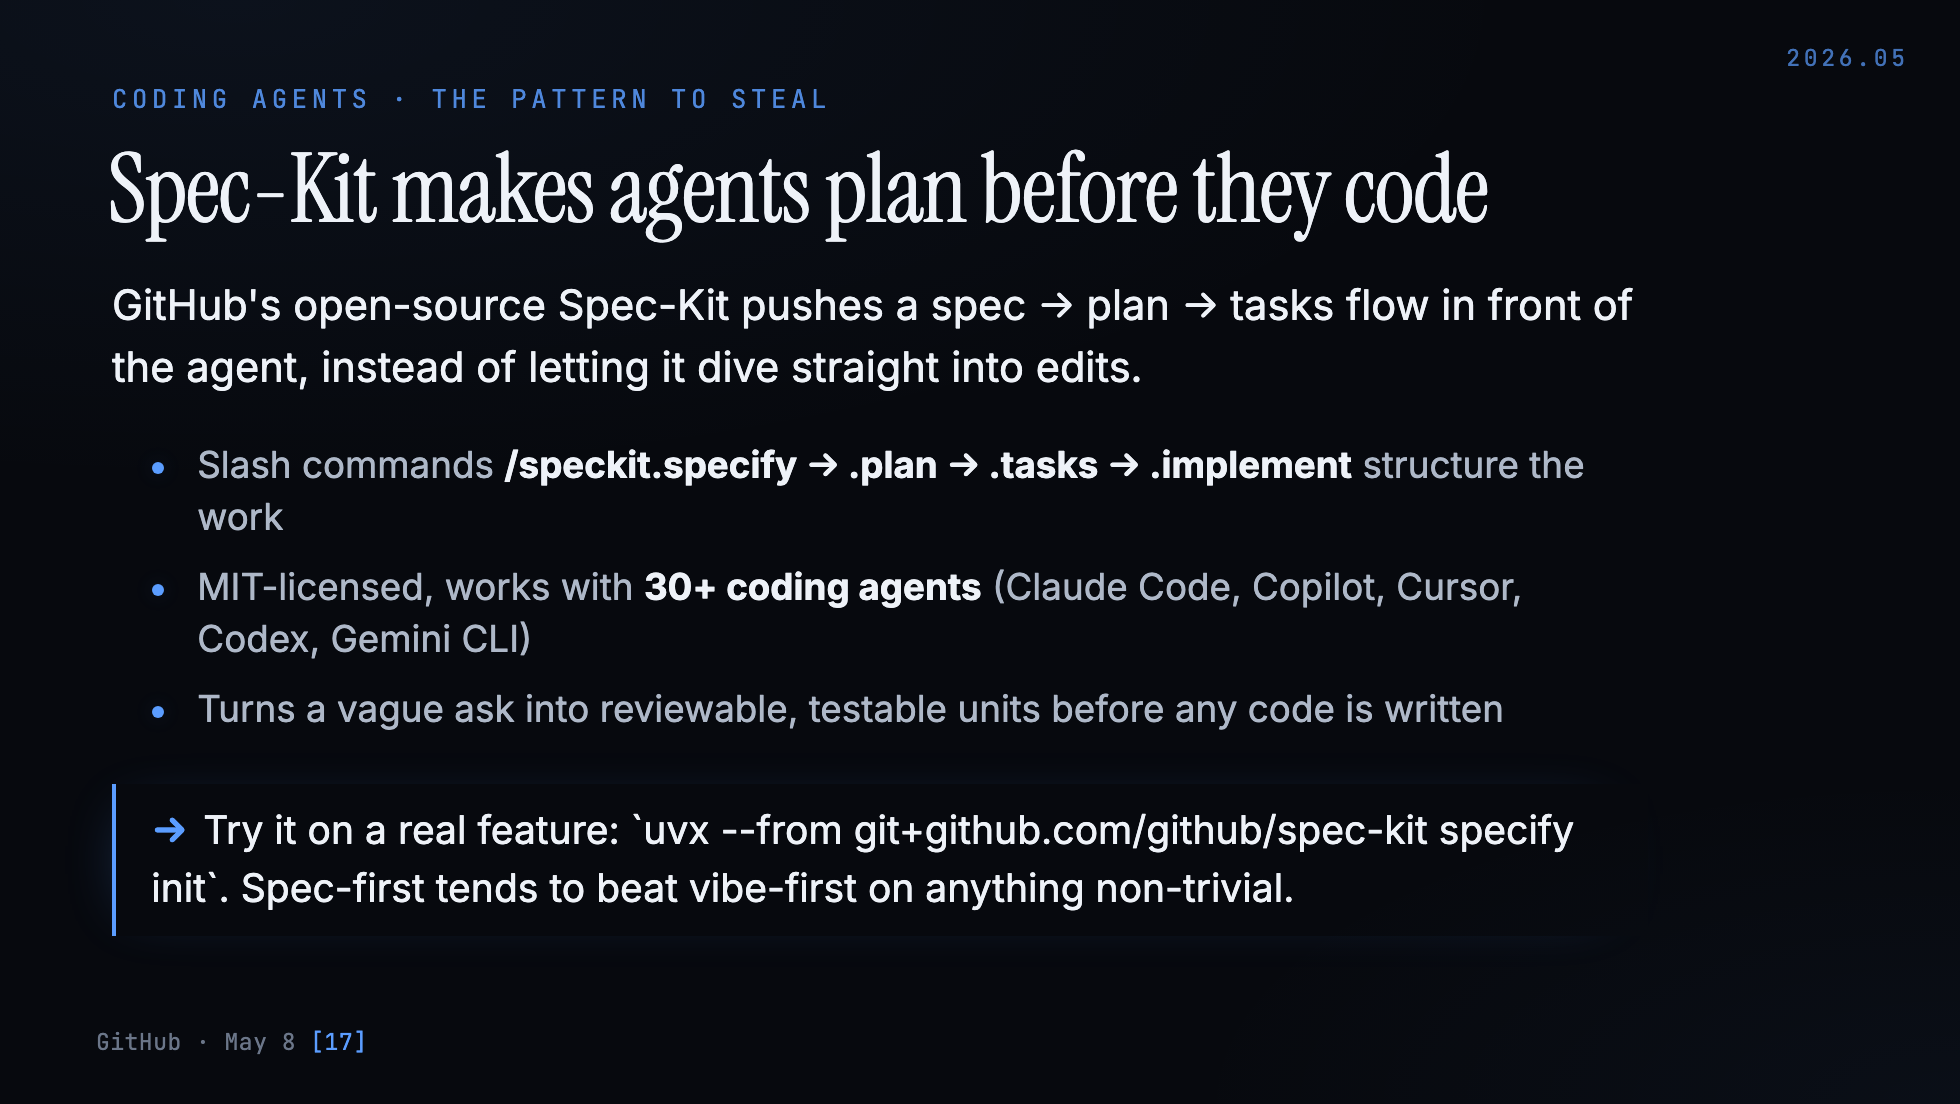 2026.05
CODING AGENTS · THE PATTERN TO STEAL
Spec-Kit makes agents plan before they code
GitHub's open-source Spec-Kit pushes a spec → plan → tasks flow in front of
the agent, instead of letting it dive straight into edits.
• Slash commands /speckit.specify → .plan → .tasks → .implement structure the
work
• MIT-licensed, works with 30+ coding agents (Claude Code, Copilot, Cursor,
Codex, Gemini CLI)
• Turns a vague ask into reviewable, testable units before any code is written
→ Try it on a real feature: `uvx --from git+github.com/github/spec-kit specify
init`. Spec-first tends to beat vibe-first on anything non-trivial.
GitHub · May 8 [17]